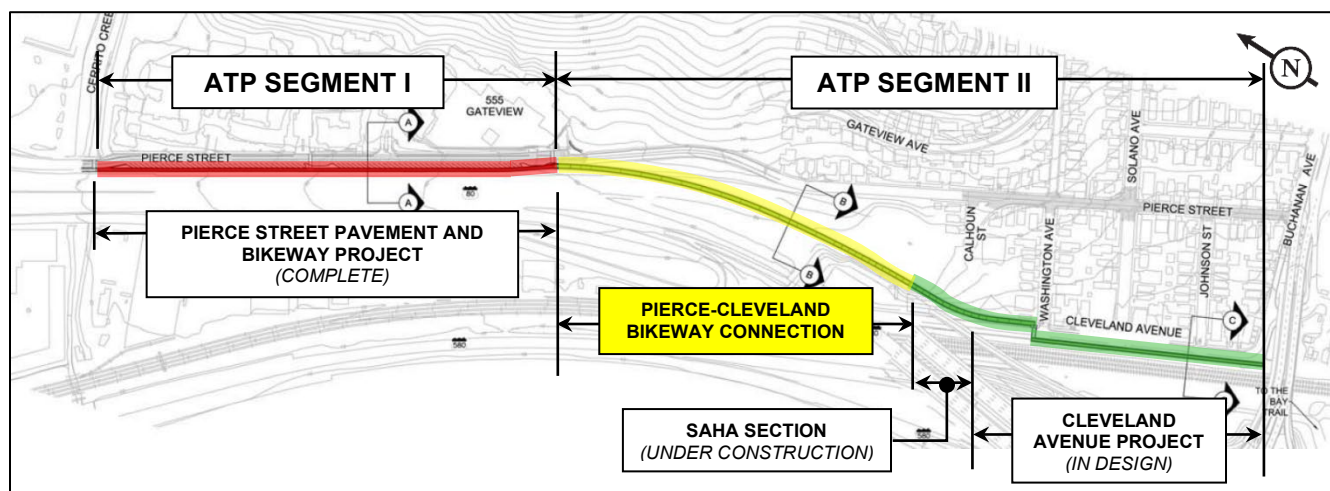 ATP SEGMENT I
ATP SEGMENT II
N
CERRITO CREE
555
GATEVIEW
A
PIERCE STREET
A
80
GATEVIEW AVE
SOLANO AVE
BUCHANAN AVE
B
B
CALHOUN
ST
WASHINGTON AVE
PIERCE STREET
JOHNSON ST
PIERCE STREET PAVEMENT AND
BIKEWAY PROJECT
(COMPLETE)
PIERCE-CLEVELAND
BIKEWAY CONNECTION
CLEVELAND AVENUE
C
580
TO THE
BAY
TRAIL
SAHA SECTION
(UNDER CONSTRUCTION)
580
CLEVELAND
AVENUE PROJECT
(IN DESIGN)